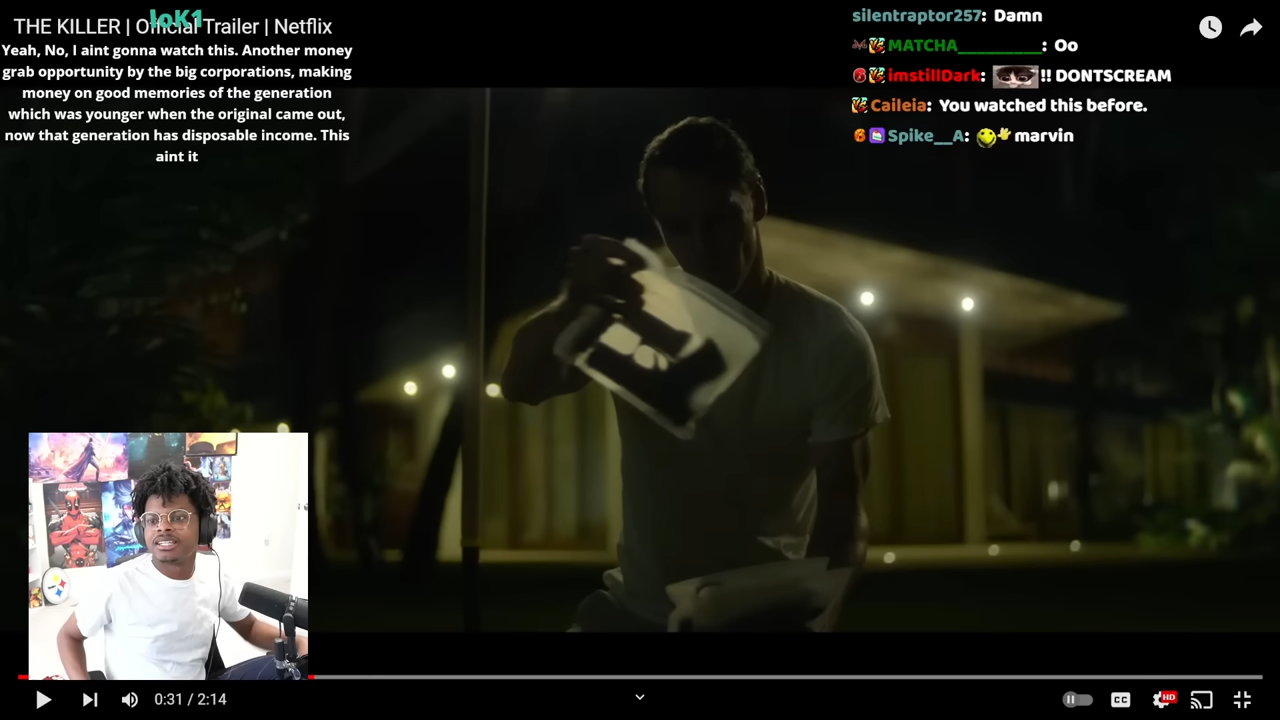 THE KILLER | Official Trailer | Netflix
loK1
Yeah, No, I aint gonna watch this. Another money
grab opportunity by the big corporations, making
money on good memories of the generation
which was younger when the original came out,
now that generation has disposable income. This
aint it
silentraptor257: Damn
MATCHA_________: Oo
imstillDark: !! DONTSCREAM
Caileia: You watched this before.
Spike__A: marvin
0:31 / 2:14
CC
HD